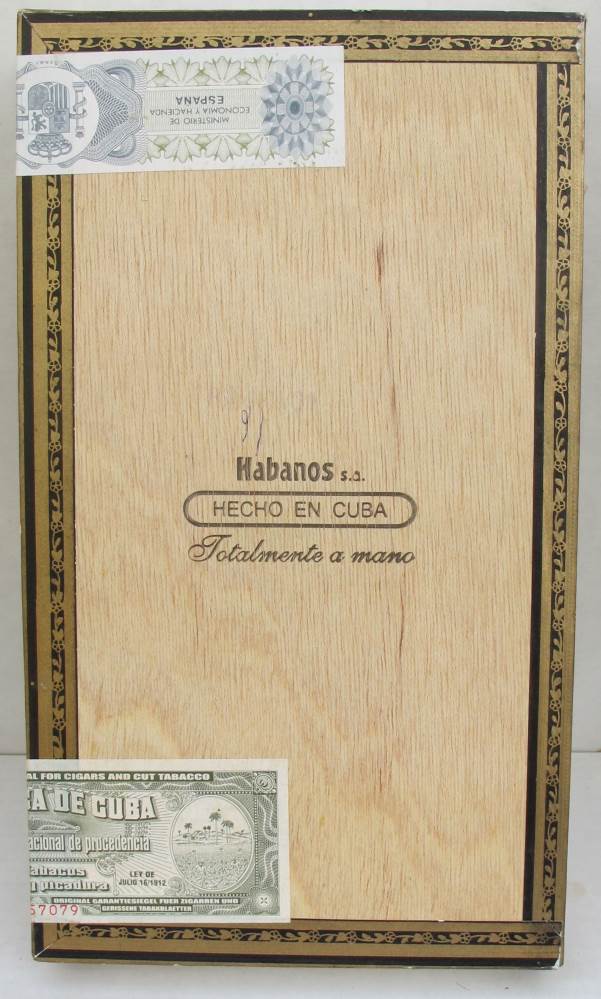 MINISTERIO DE
ECONOMIA Y HACIENDA
ESPAÑA
Habanos s.a.
HECHO EN CUBA
Totalmente a mano
AL FOR CIGARS AND CUT TABACCO
CA DE CUBA
acional de procedencia
abacos
y picadura
LEY DE
JULIO 16/1912
ORIGINAL GARANTIESIEGEL FUER ZIGARREN UND
GERISSENE TABAKBLAETTER
57079